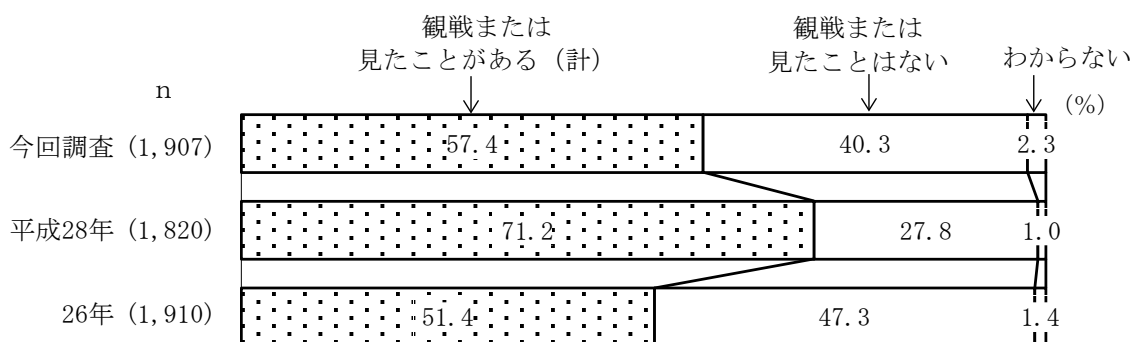 観戦または
見たことがある（計）
観戦または
見たことはない
わからない
n
(%)
今回調査 (1,907)
57.4
40.3
2.3
平成28年 (1,820)
71.2
27.8
1.0
26年 (1,910)
51.4
47.3
1.4